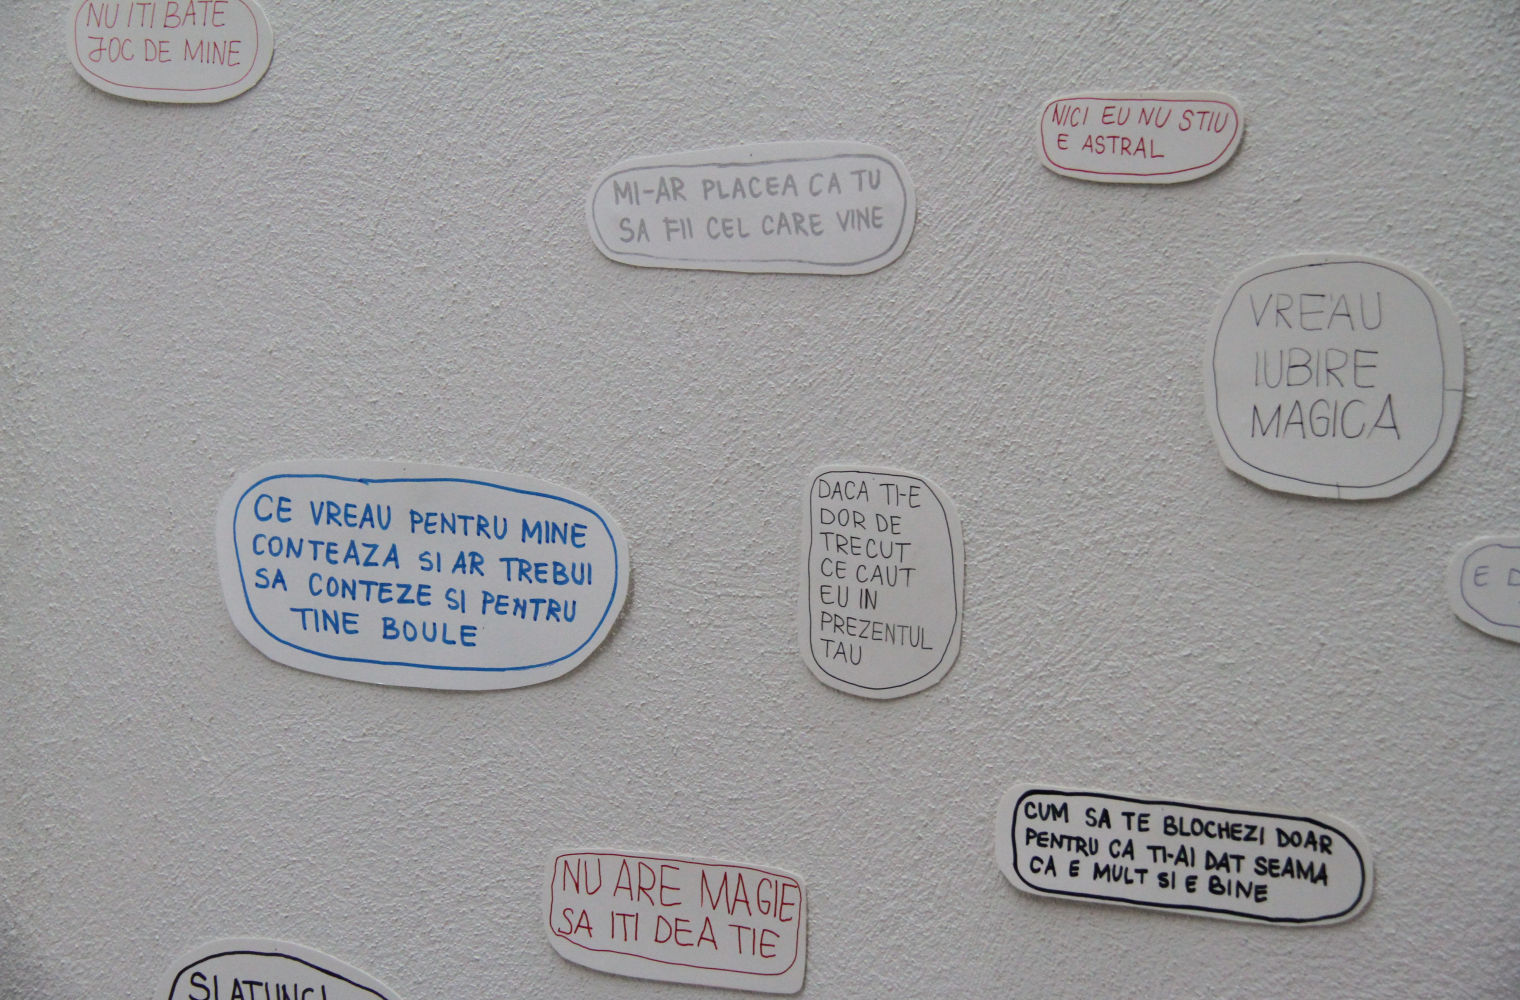 NU ITI BATE
JOC DE MINE
NICI EU NU STIU
E ASTRAL
MI-AR PLACEA CA TU
SA FII CEL CARE VINE
VRE'AU
IUBIRE
MAGICA
CE VREAU PENTRU MINE
CONTEAZA SI AR TREBUI
SA CONTEZE SI PENTRU
TINE BOULE
DACA TI-E
DOR DE
TRECUT
CE CAUT
EU IN
PREZENTUL
TAU
E D
CUM SA TE BLOCHEZI DOAR
PENTRU CA TI-AI DAT SEAMA
CA E MULT SI E BINE
NU ARE MAGIE
SA ITI DEA TIE
SI ATUNCI